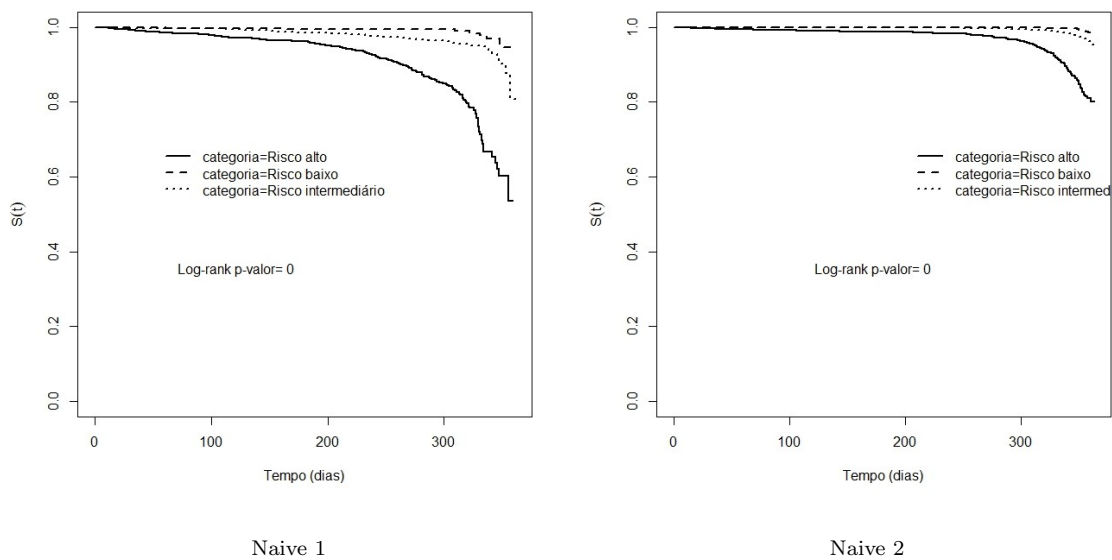 S(t)
1.0
0.8
0.6
0.4
0.2
0.0
categoria=Risco alto
categoria=Risco baixo
categoria=Risco intermediário
Log-rank p-valor= 0
0 100 200 300
Tempo (dias)
Naive 1
S(t)
1.0
0.8
0.6
0.4
0.2
0.0
categoria=Risco alto
categoria=Risco baixo
categoria=Risco intermed
Log-rank p-valor= 0
0 100 200 300
Tempo (dias)
Naive 2